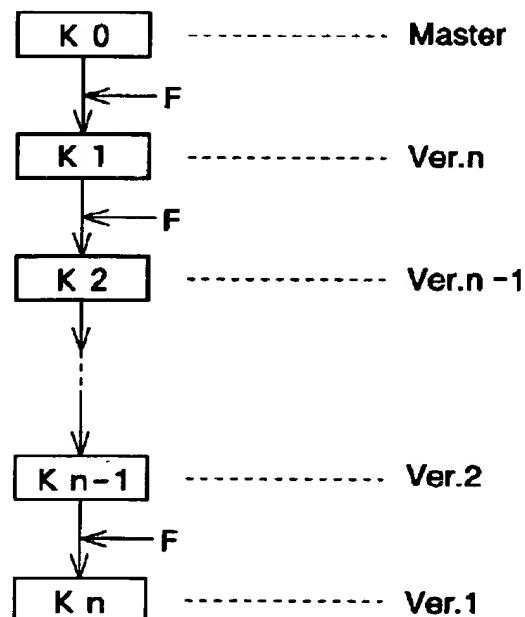 K 0 Master
F
K 1 Ver.n
F
K 2 Ver.n-1
K n-1 Ver.2
F
K n Ver.1